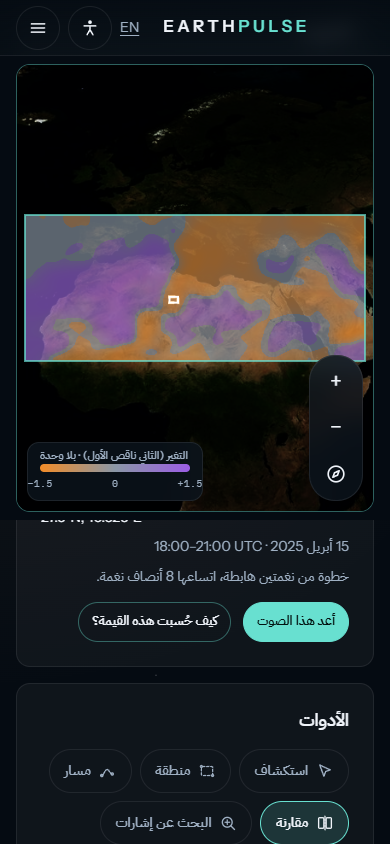 EN EARTHPULSE
التغير (الثاني ناقص الأول) · بلا وحدة
−1.5 0 +1.5
+
−
15 أبريل 2025 · 18:00–21:00 UTC
خطوة من نغمتين هابطة، اتساعها 8 أنصاف نغمة.
أعد هذا الصوت كيف حُسبت هذه القيمة؟
الأدوات
استكشاف منطقة مسار
مقارنة البحث عن إشارات